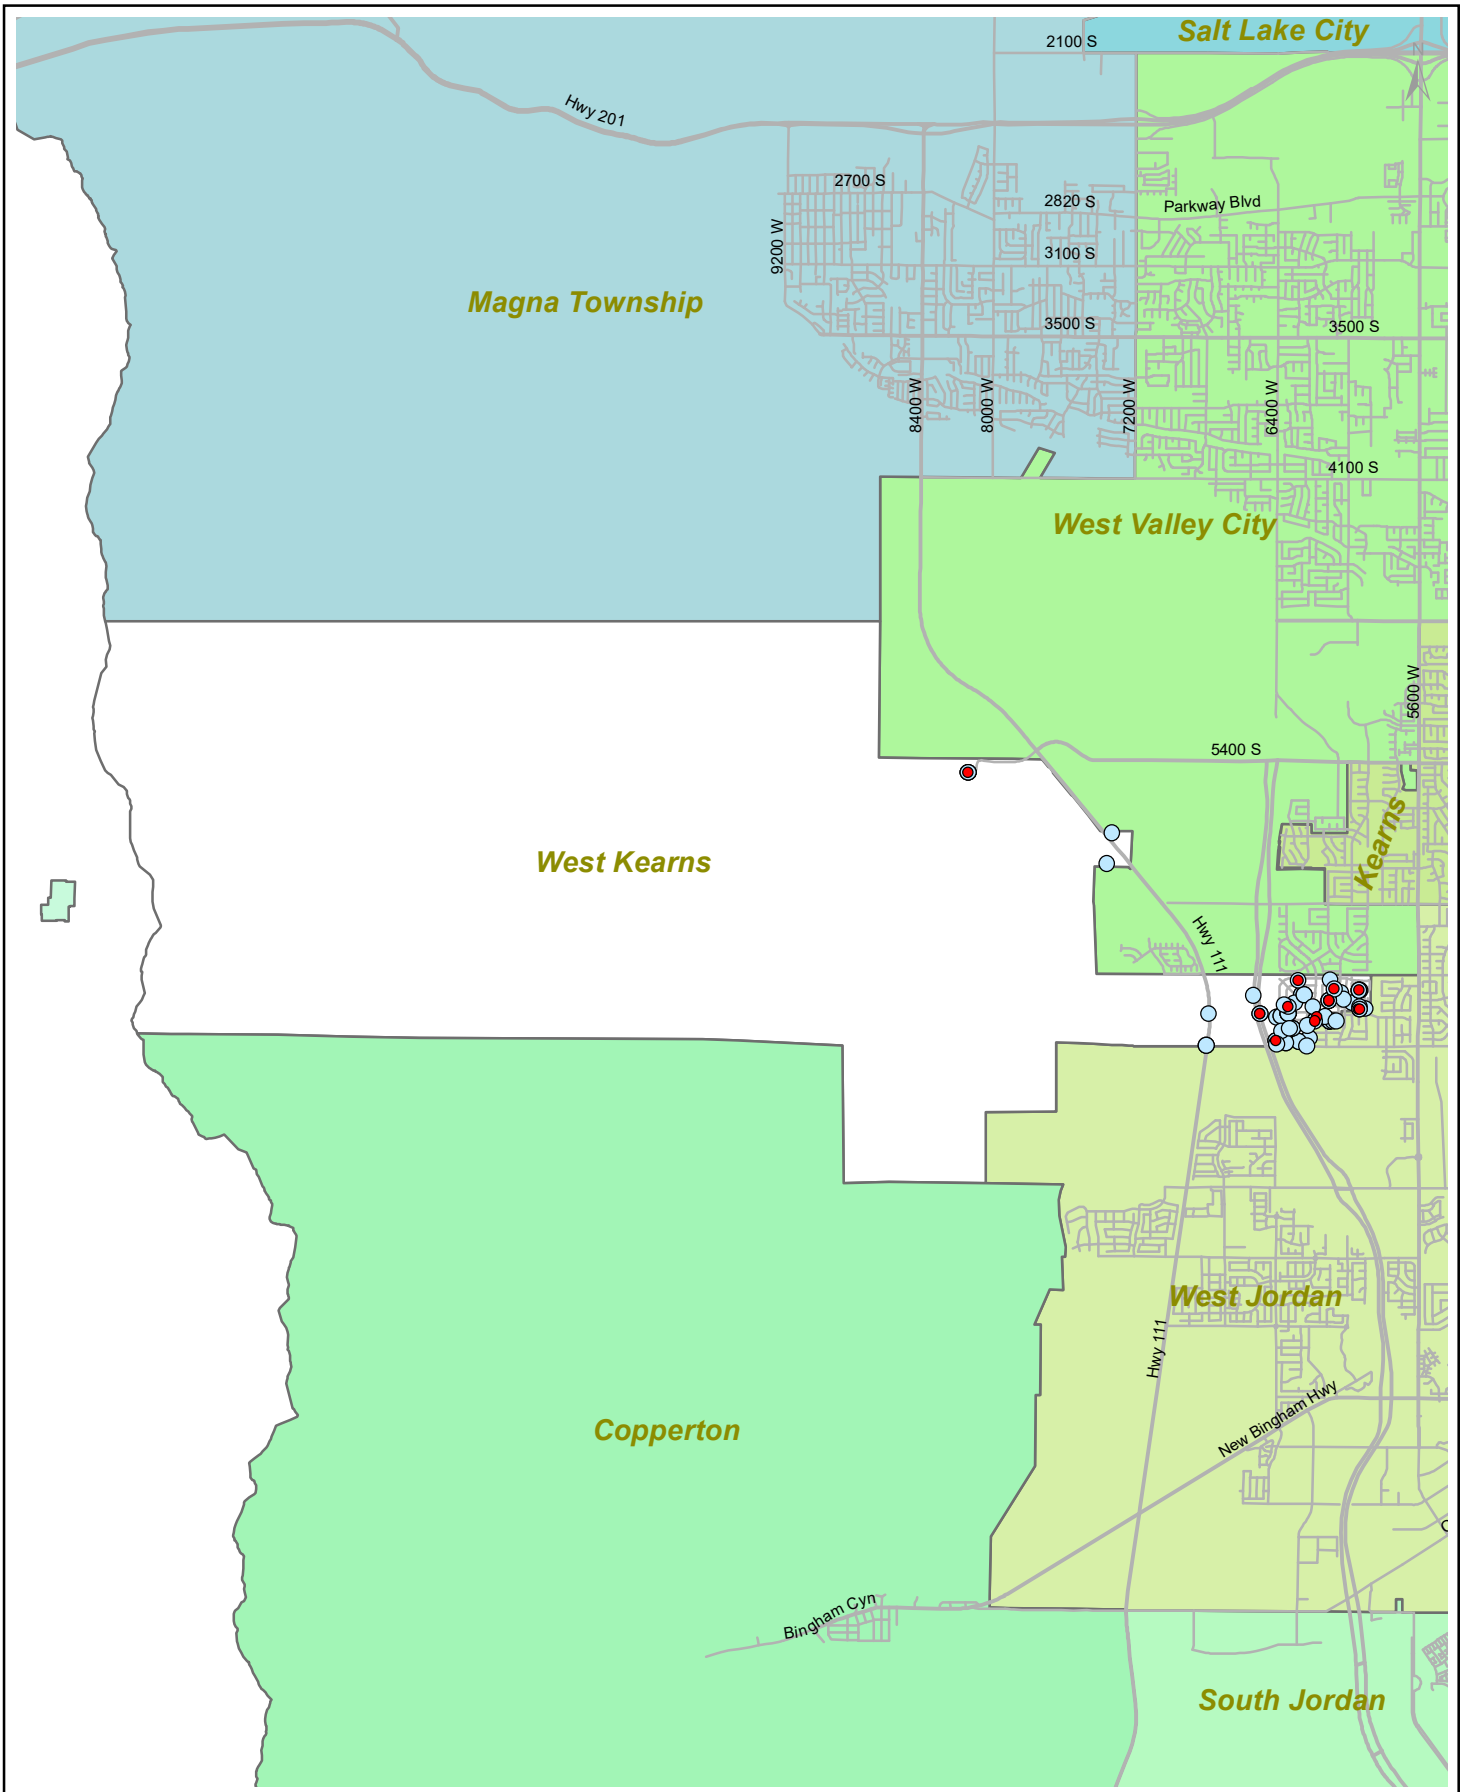 Salt Lake City
2100 S
N
Hwy 201
2700 S
2820 S
Parkway Blvd
9200 W
3100 S
Magna Township
3500 S
3500 S
8400 W
8000 W
7200 W
6400 W
4100 S
West Valley City
5600 W
5400 S
Kearns
West Kearns
Hwy 111
West Jordan
Hwy 111
New Bingham Hwy
Copperton
Bingham Cyn
South Jordan